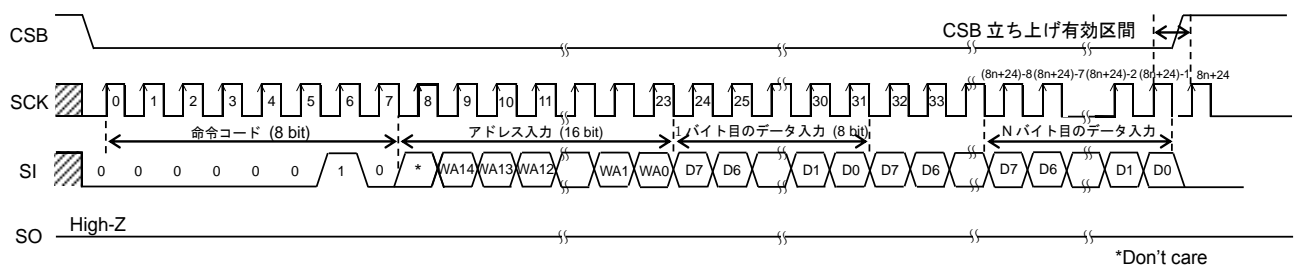 CSB
CSB 立ち上げ有効区間
(8n+24)-8 (8n+24)-7 (8n+24)-2 (8n+24)-1 8n+24
SCK
0 1 2 3 4 5 6 7 8 9 10 11 23 24 25 30 31 32 33
命令コード (8 bit)
アドレス入力 (16 bit)
1 バイト目のデータ入力 (8 bit)
N バイト目のデータ入力
SI
0 0 0 0 0 0 1 0 * WA14 WA13 WA12 WA1 WA0 D7 D6 D1 D0 D7 D6 D7 D6 D1 D0
High-Z
SO
*Don't care